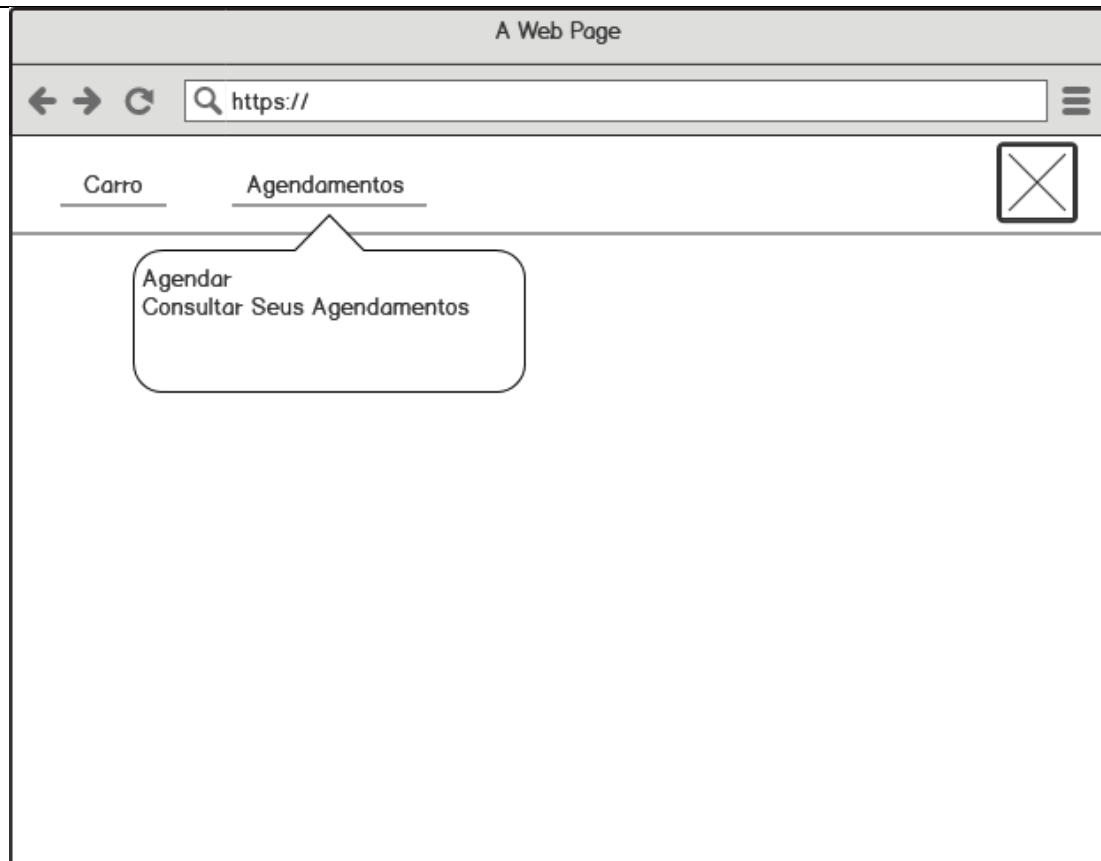 A Web Page
https://
Carro
Agendamentos
Agendar
Consultar Seus Agendamentos